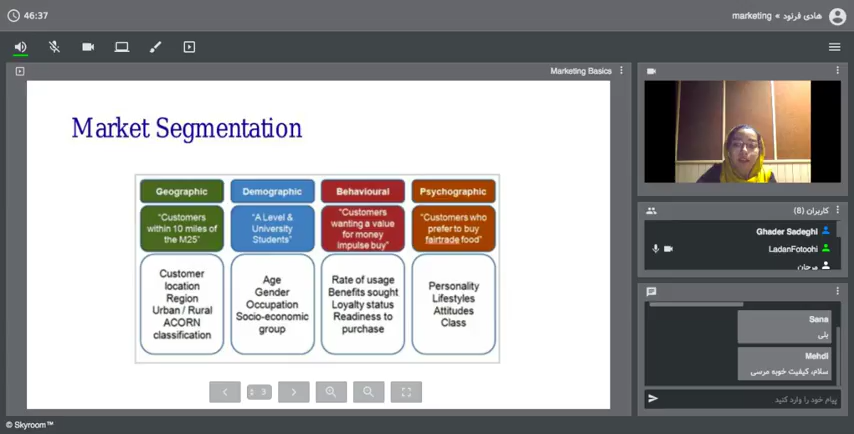 46:37
هادی فرنود » marketing
Marketing Basics
Market Segmentation
Geographic
"Customers
within 10 miles of
the M25"
Customer
location
Region
Urban / Rural
ACORN
classification
Demographic
"A Level &
University
Students"
Age
Gender
Occupation
Socio-economic
group
Behavioural
"Customers
wanting a value
for money
impulse buy"
Rate of usage
Benefits sought
Loyalty status
Readiness to
purchase
Psychographic
"Customers who
prefer to buy
fairtrade food"
Personality
Lifestyles
Attitudes
Class
3
کاربران (8)
Ghader Sadeghi
LadanFotoohi
مرجان
Sana
بلی
Mehdi
سلام، کیفیت خوبه مرسی
پیام خود را وارد کنید
© Skyroom™